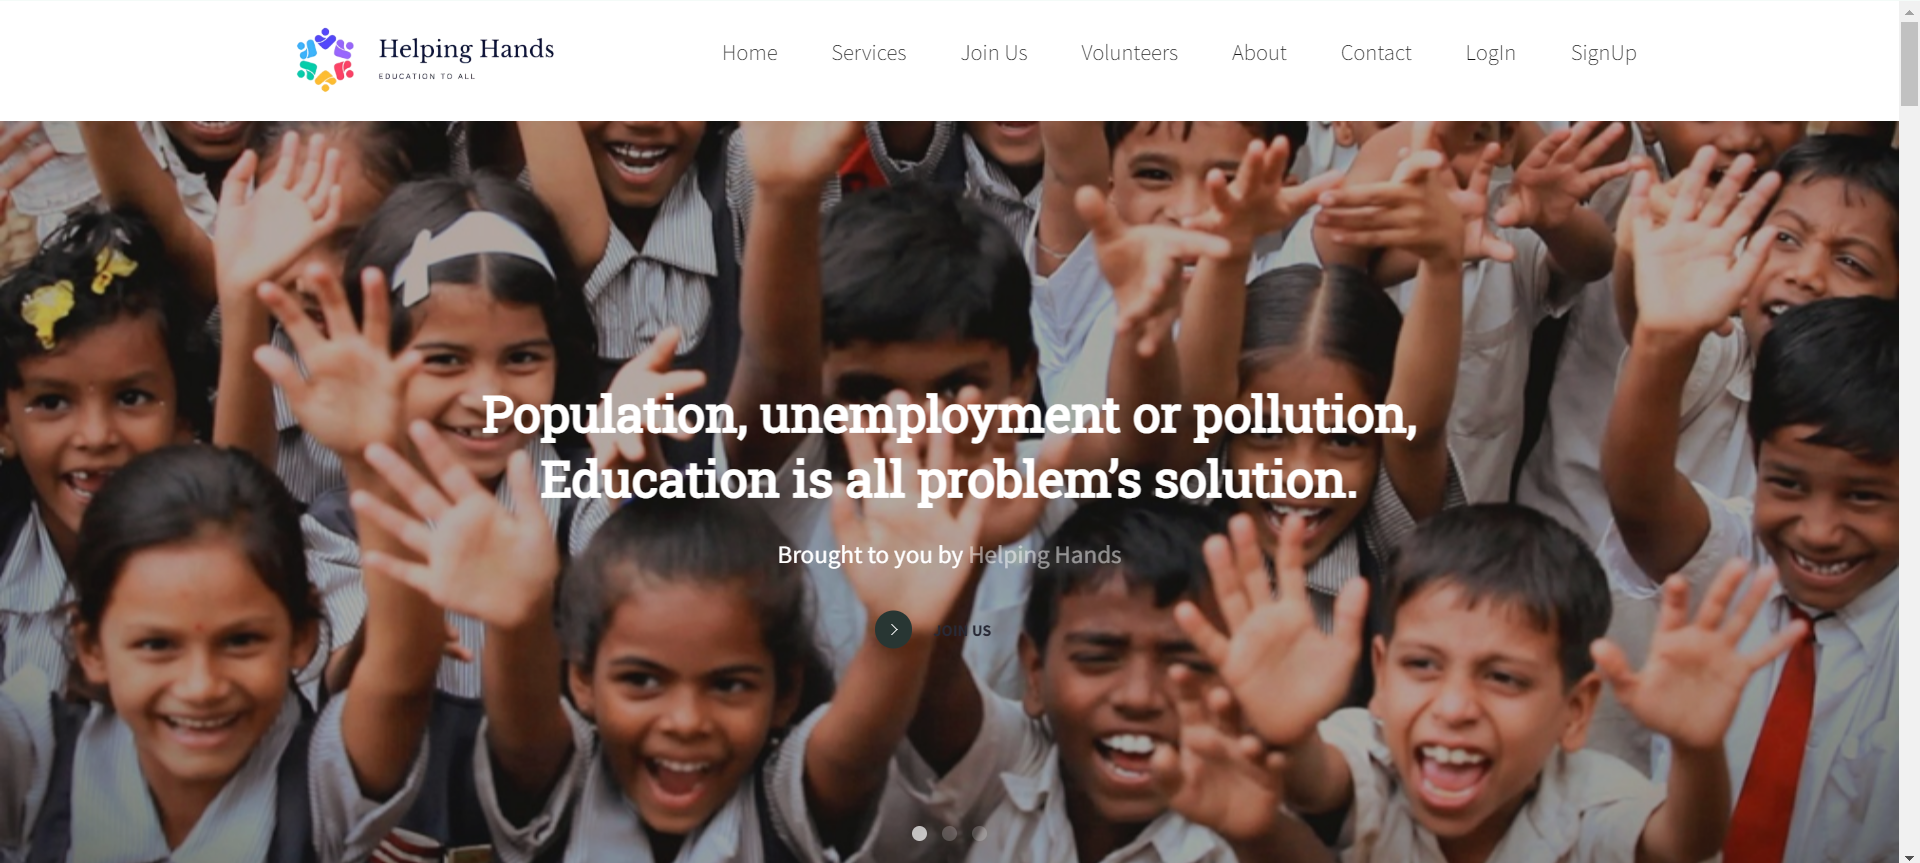 Helping Hands
EDUCATION TO ALL
Home Services Join Us Volunteers About Contact LogIn SignUp
Population, unemployment or pollution,
Education is all problem’s solution.
Brought to you by Helping Hands
JOIN US